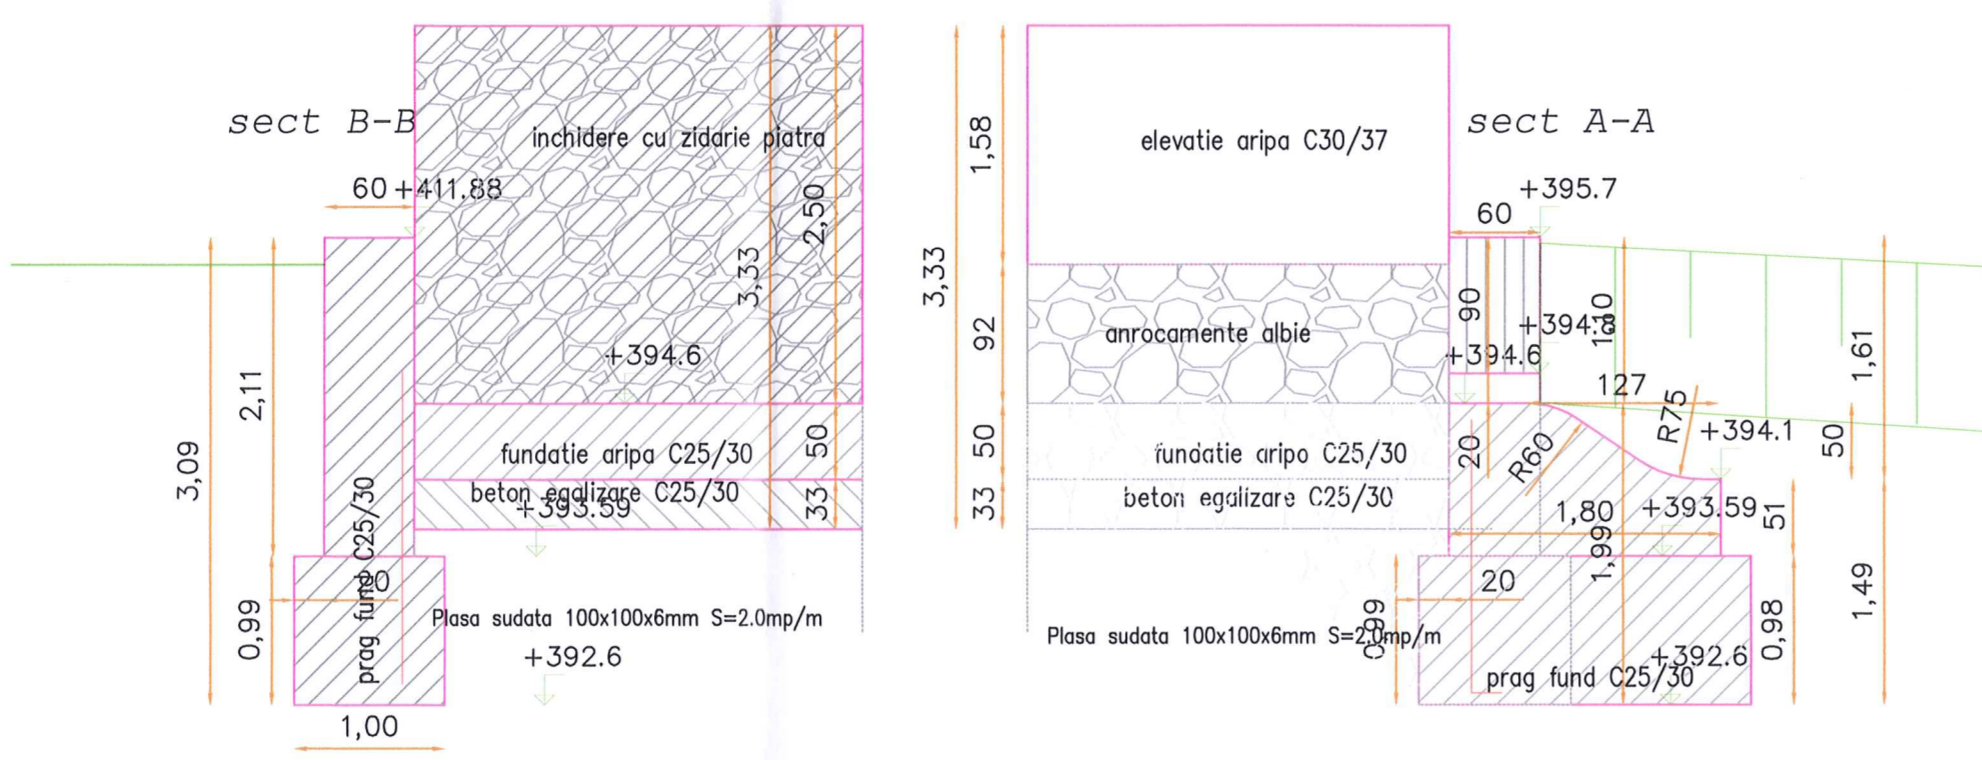 sect B-B
inchidere cu zidarie piatra
60
+411.88
2,50
3,33
+394.6
2,11
3,09
fundatie aripa C25/30
50
beton egalizare C25/30
33
+393.59
prag fund C25/30
0,99
Plasa sudata 100x100x6mm S=2.0mp/m
+392.6
1,00
sect A-A
elevatie aripa C30/37
1,58
3,33
+395.7
60
anrocamente albie
92
90
+394.8
+394.6
110
127
1,61
R75
+394.1
50
fundatie aripa C25/30
50
20
R60
beton egalizare C25/30
33
+393.59
1,80
51
1,99
20
0,99
Plasa sudata 100x100x6mm S=2.0mp/m
+392.6
prag fund C25/30
0,98
1,49